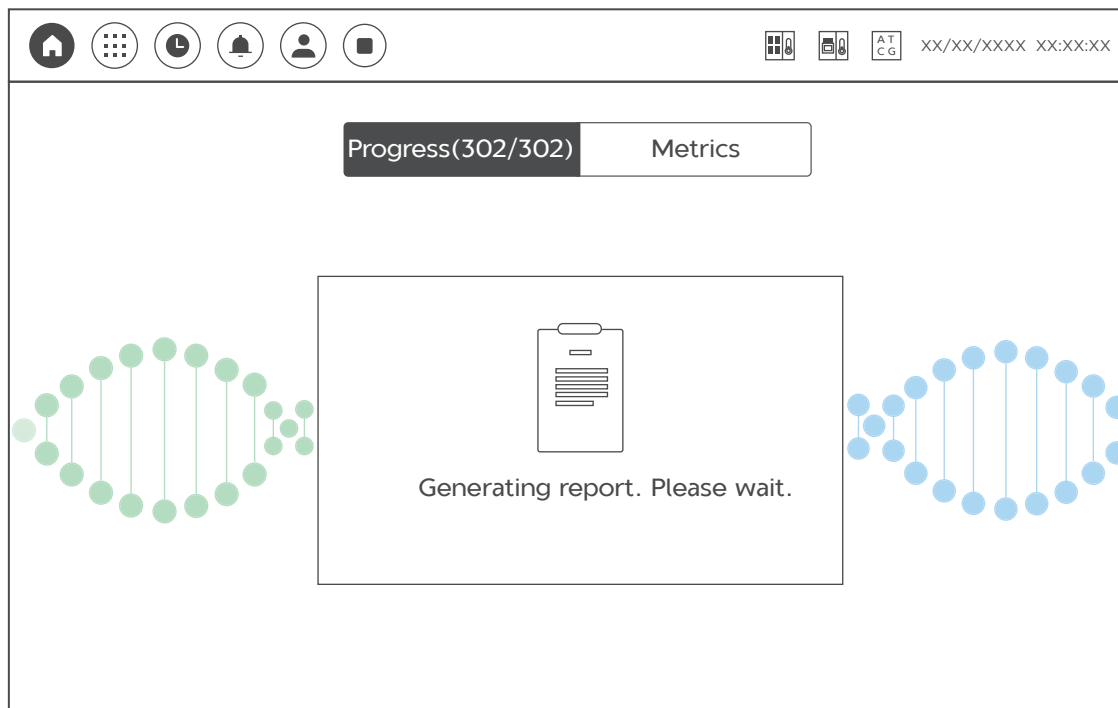 A T
C G
XX/XX/XXXX XX:XX:XX
Progress(302/302)
Metrics
Generating report. Please wait.